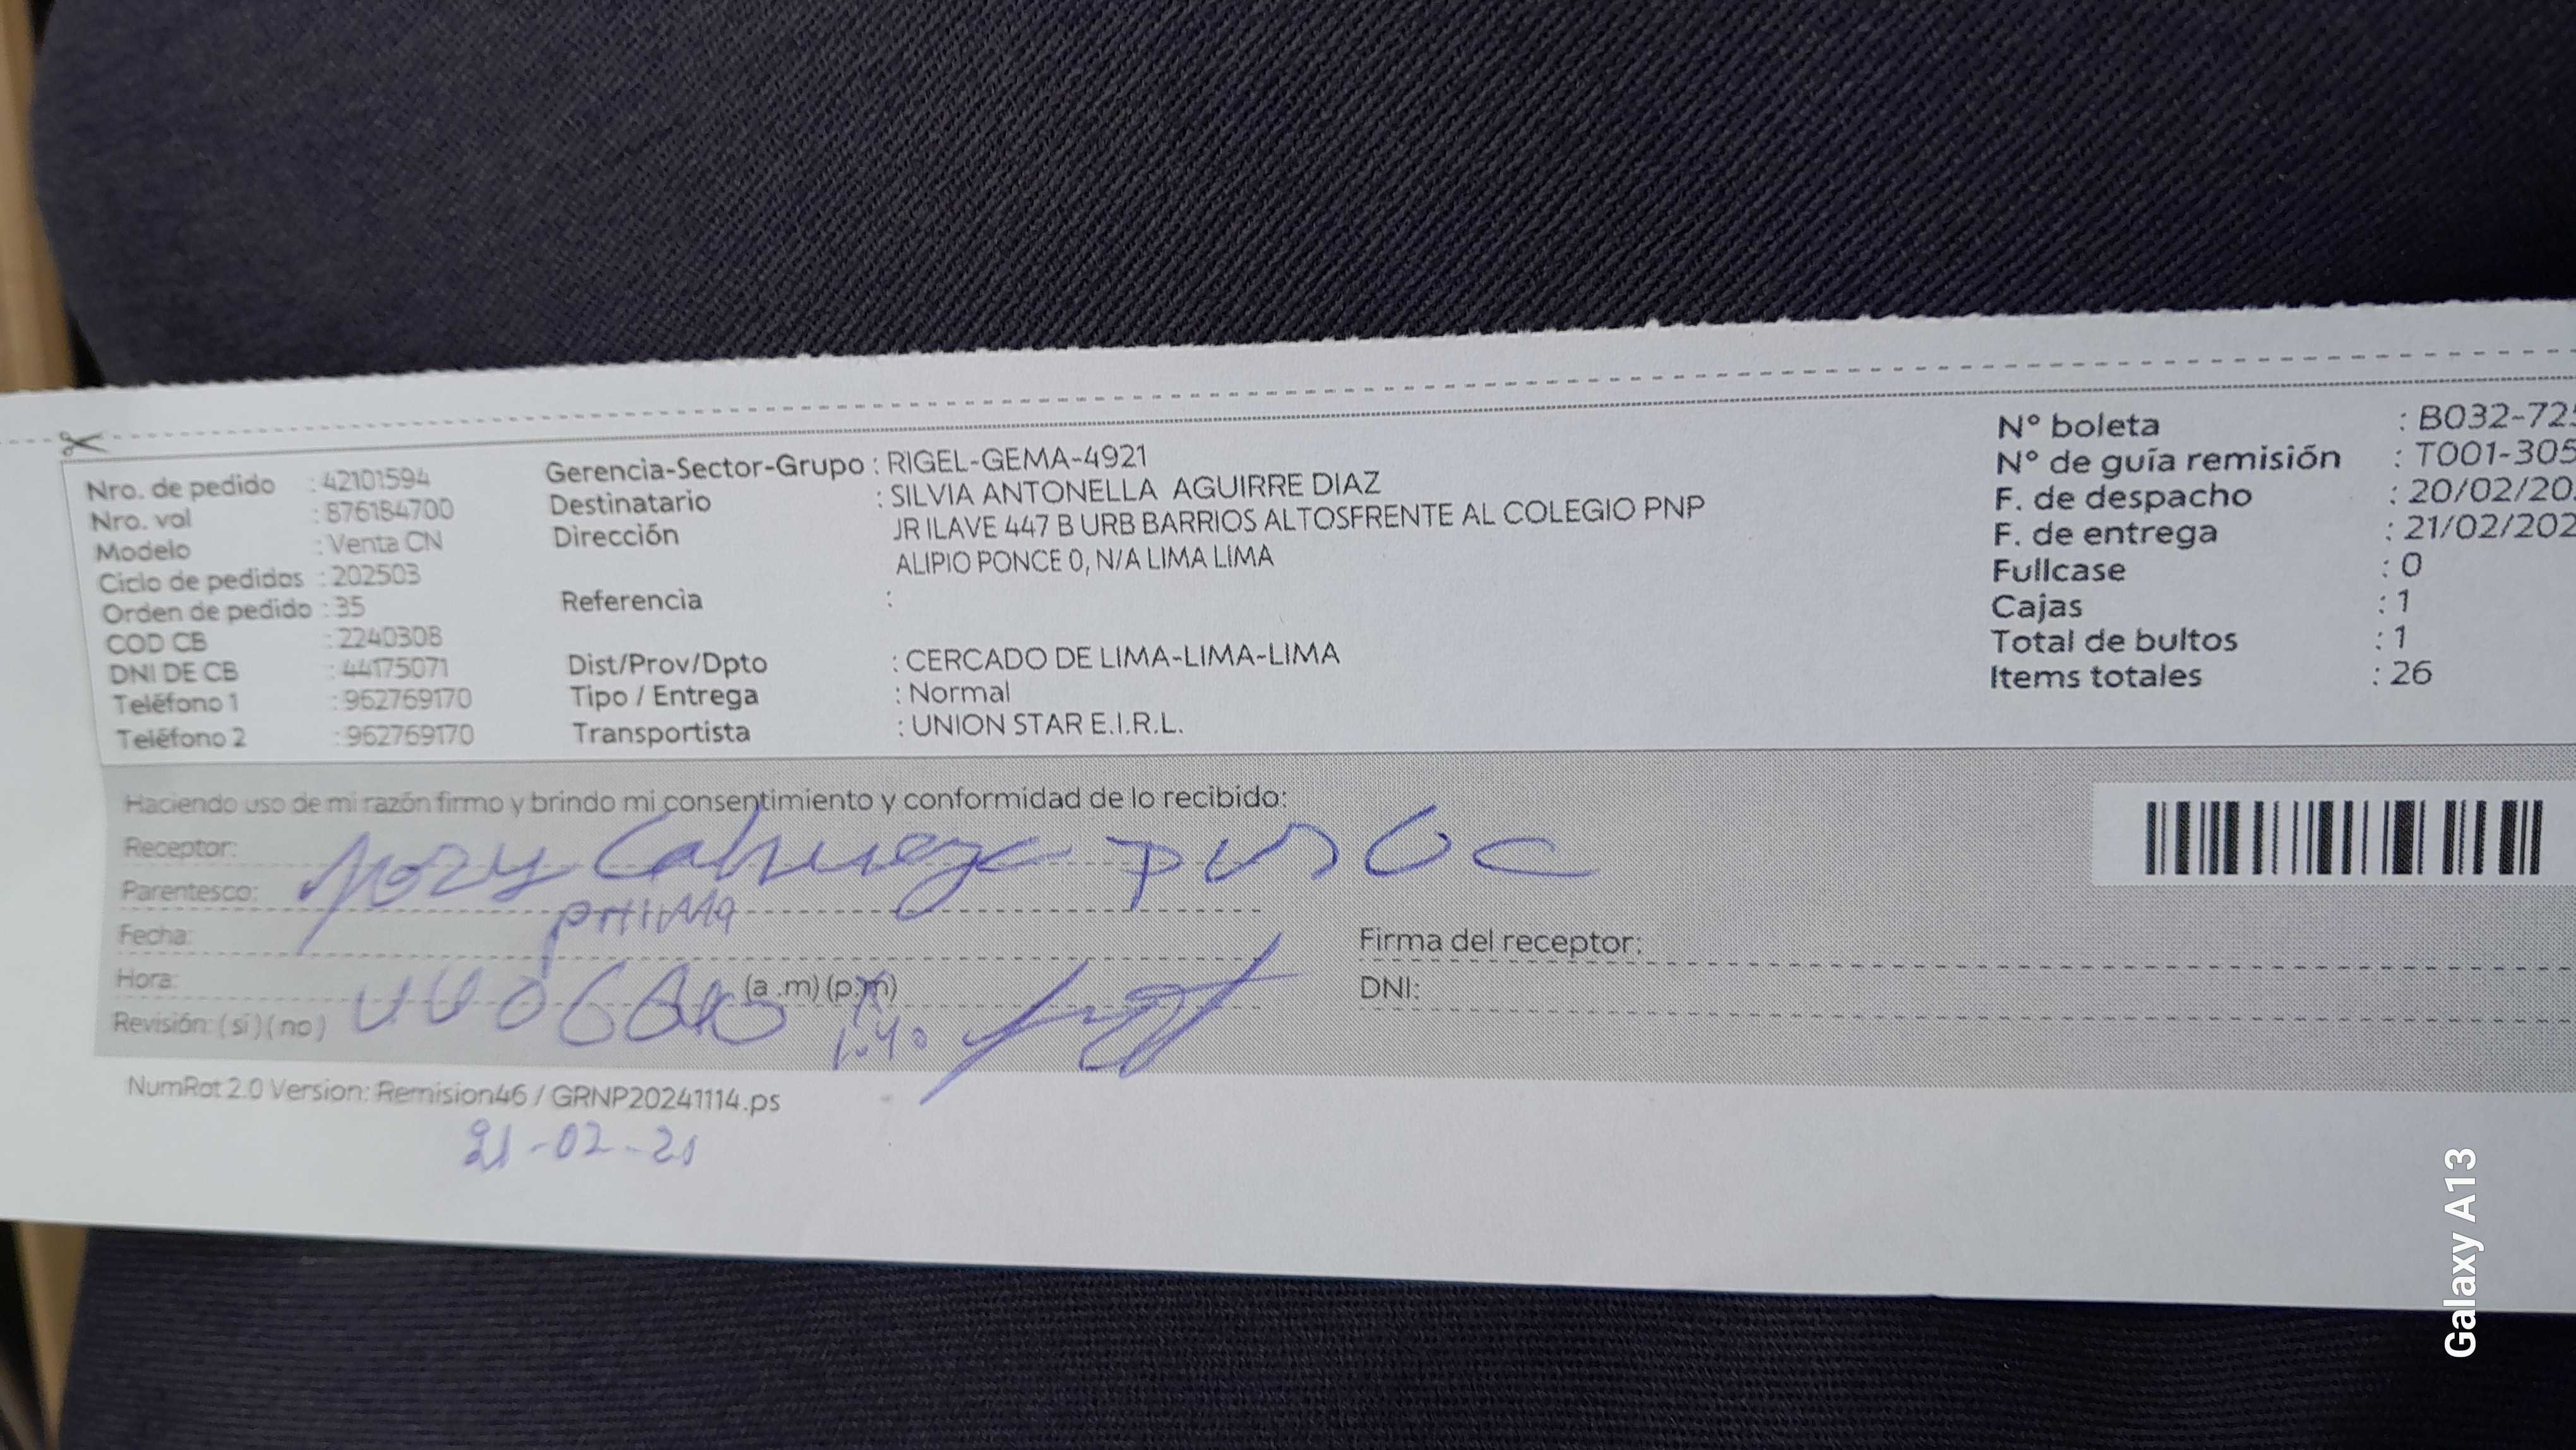 Nro. de pedido : 42101594
Nro. vol : 876184700
Modelo : Venta CN
Ciclo de pedidos : 202503
Orden de pedido : 35
COD CB : 2240308
DNI DE CB : 44175071
Teléfono 1 : 962769170
Teléfono 2 : 962769170
Gerencia-Sector-Grupo : RIGEL-GEMA-4921
Destinatario : SILVIA ANTONELLA AGUIRRE DIAZ
Dirección JR ILAVE 447 B URB BARRIOS ALTOSFRENTE AL COLEGIO PNP
ALIPIO PONCE 0, N/A LIMA LIMA
Referencia :
Dist/Prov/Dpto : CERCADO DE LIMA-LIMA-LIMA
Tipo / Entrega : Normal
Transportista : UNION STAR E.I.R.L.
N° boleta : B032-725
N° de guía remisión : T001-305
F. de despacho : 20/02/20
F. de entrega : 21/02/202
Fullcase : 0
Cajas : 1
Total de bultos : 1
Items totales : 26
Haciendo uso de mi razón firmo y brindo mi consentimiento y conformidad de lo recibido:
Receptor:
Parentesco: prima
Fecha:
Hora: (a .m) (p.m)
1.40
Revisión: (si) (no)
Firma del receptor:
DNI:
NumRot 2.0 Version: Remision46 / GRNP20241114.ps
21-02-
Galaxy A13